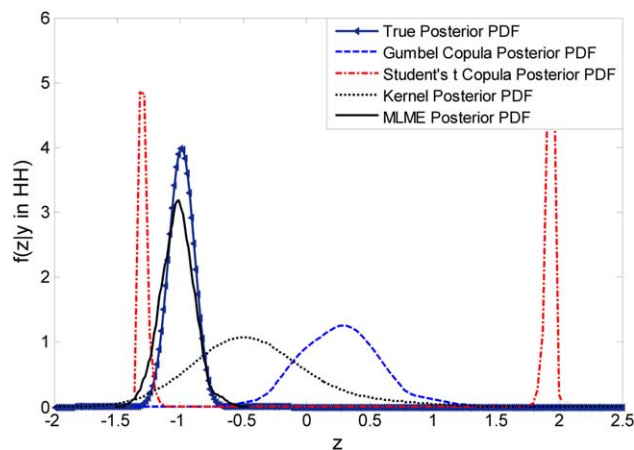 6
5
4
3
2
1
0
f(z|y in HH)
True Posterior PDF
Gumbel Copula Posterior PDF
Student's t Copula Posterior PDF
Kernel Posterior PDF
MLME Posterior PDF
-2 -1.5 -1 -0.5 0 0.5 1 1.5 2 2.5
z